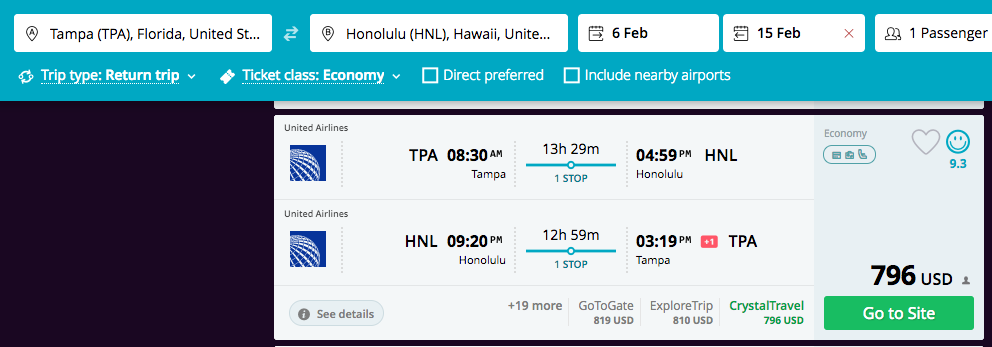 Tampa (TPA), Florida, United St...
Honolulu (HNL), Hawaii, Unite...
6 Feb
15 Feb
1 Passenger
Trip type: Return trip
Ticket class: Economy
Direct preferred
Include nearby airports
United Airlines
TPA 08:30 AM
Tampa
13h 29m
1 STOP
04:59 PM HNL
Honolulu
Economy
9.3
United Airlines
HNL 09:20 PM
Honolulu
12h 59m
1 STOP
03:19 PM +1 TPA
Tampa
796 USD
See details
+19 more
GoToGate
819 USD
ExploreTrip
810 USD
CrystalTravel
796 USD
Go to Site